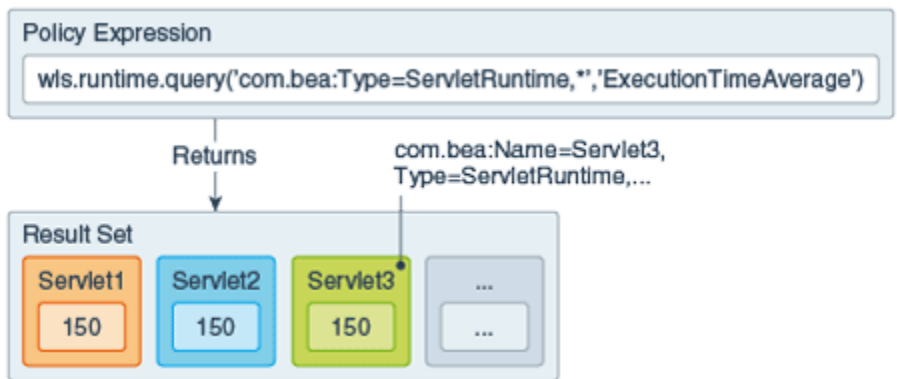 Policy Expression
wls.runtime.query('com.bea:Type=ServletRuntime,*','ExecutionTimeAverage')
Returns
com.bea:Name=Servlet3,
Type=ServletRuntime,...
Result Set
Servlet1
150
Servlet2
150
Servlet3
150
...
...